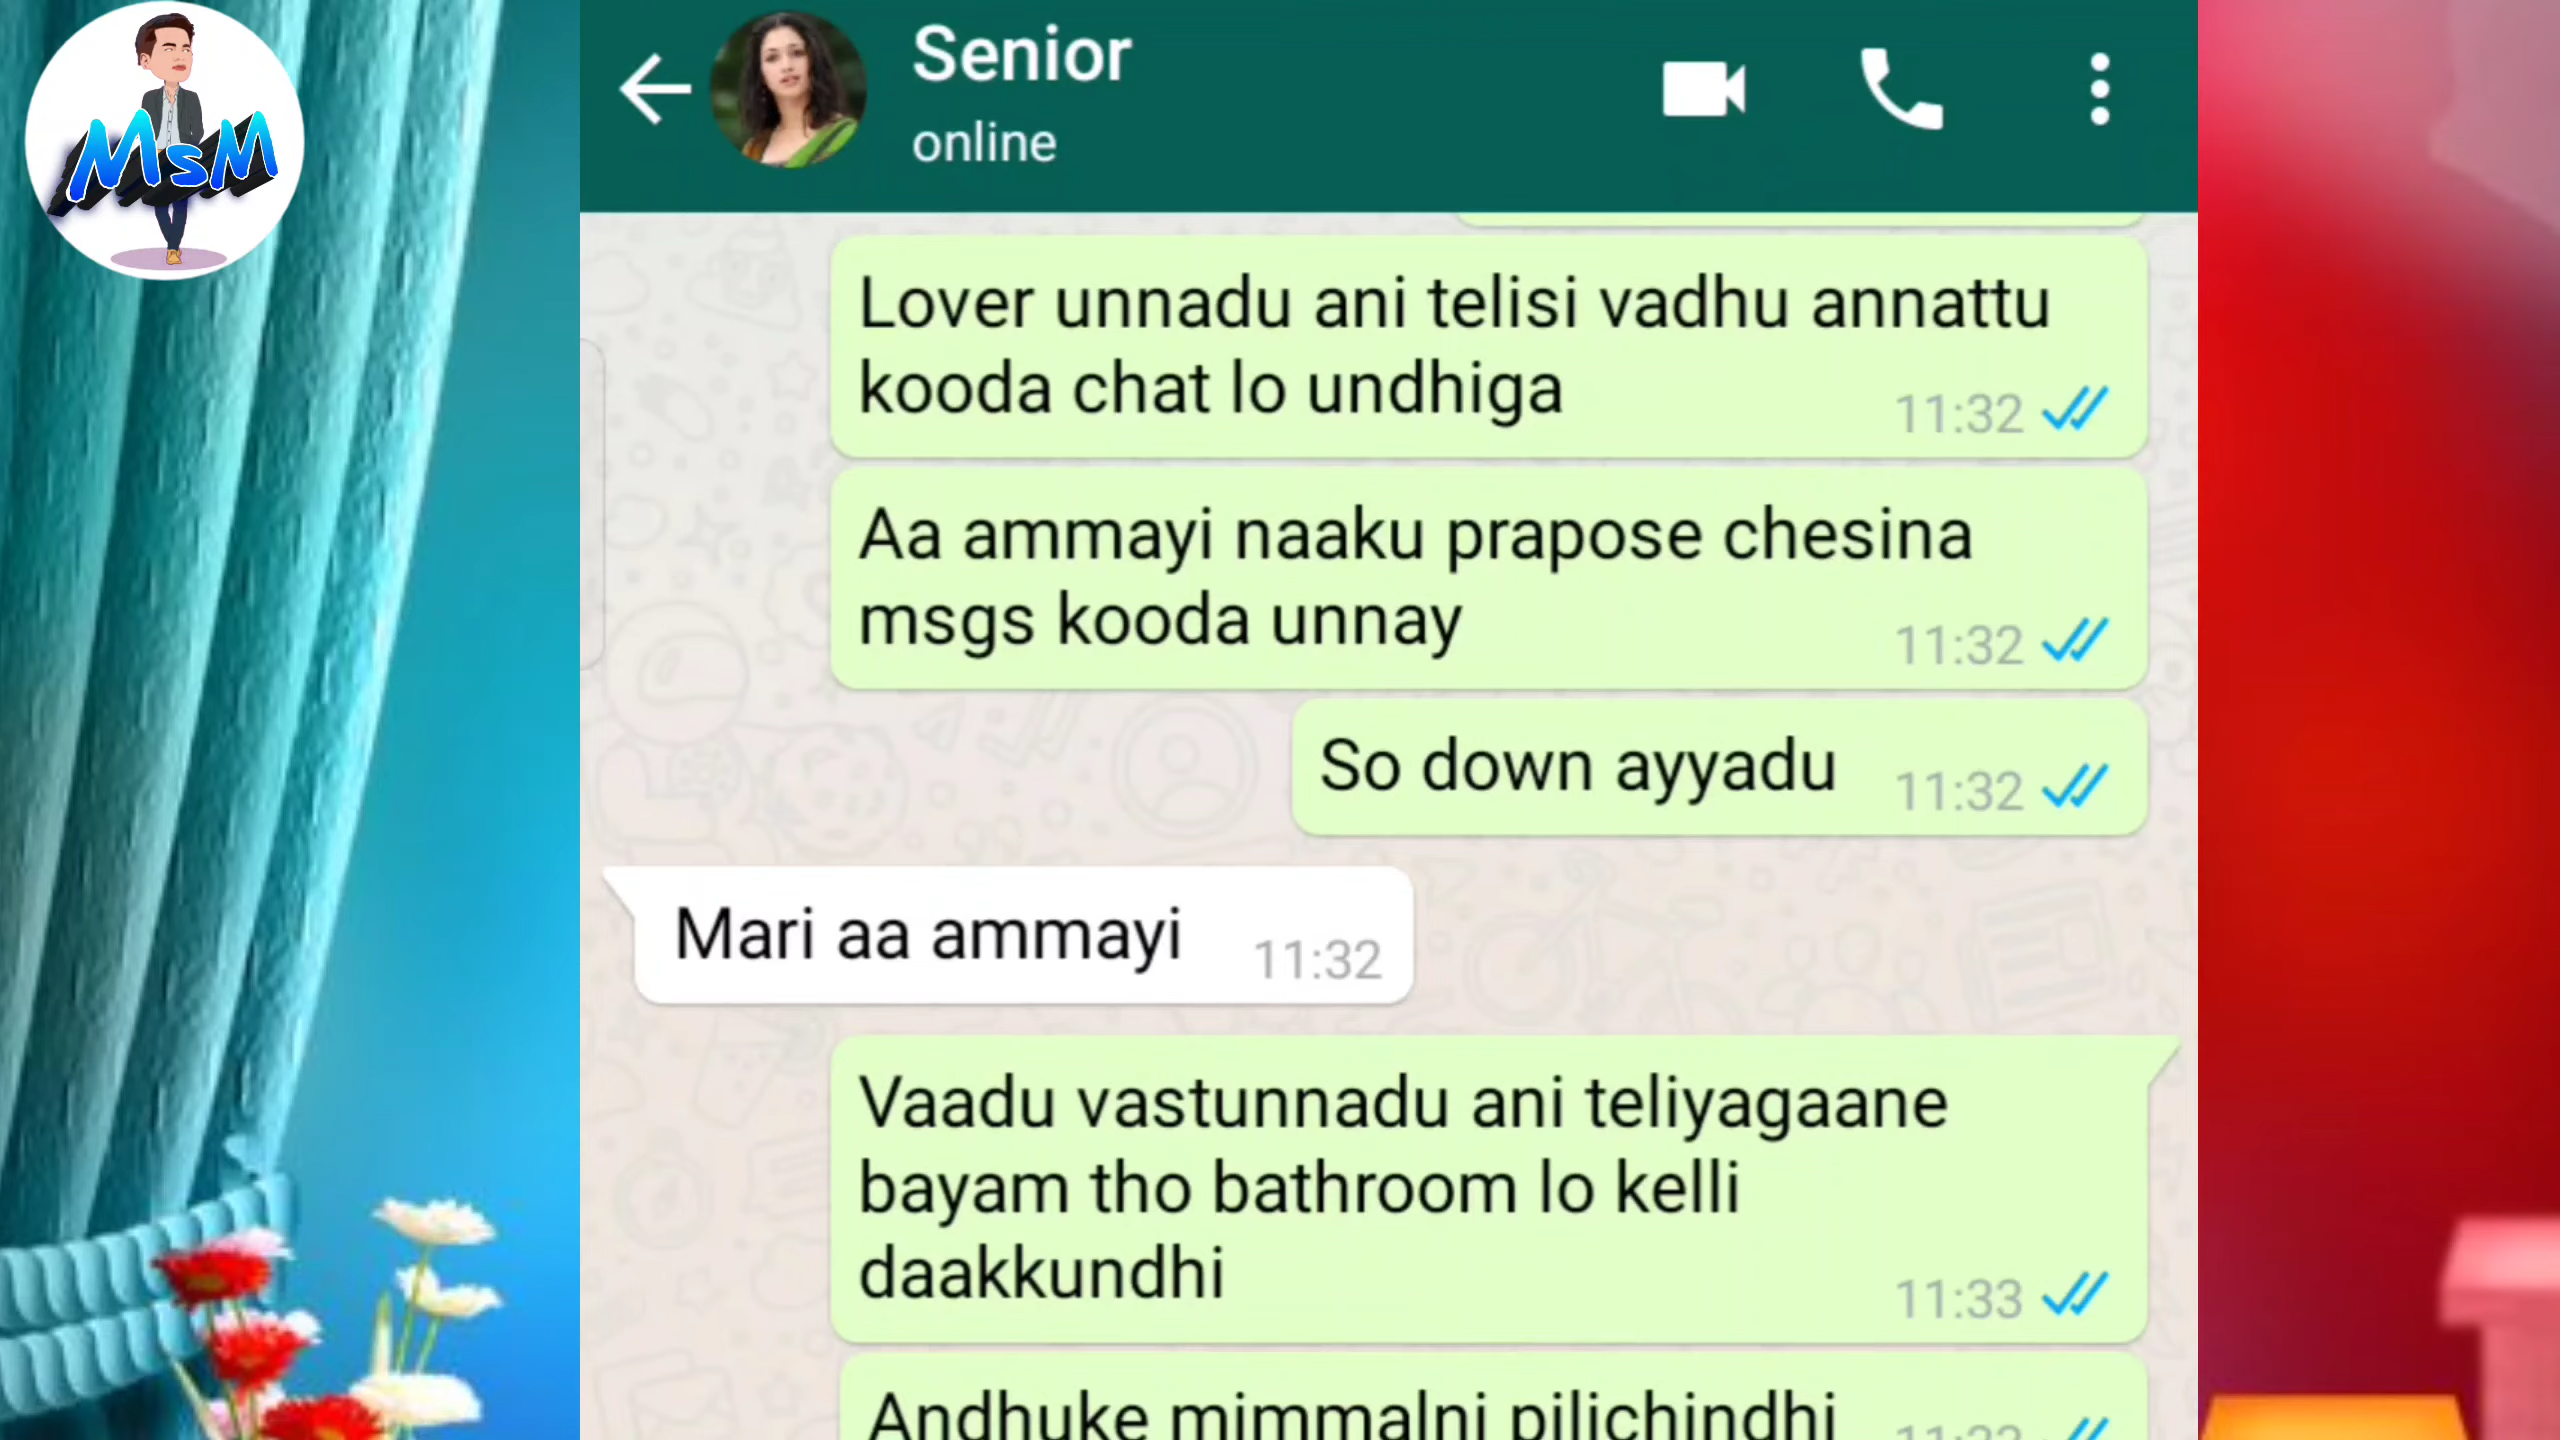 MsM
Senior
online
Lover unnadu ani telisi vadhu annattu
kooda chat lo undhiga
11:32
Aa ammayi naaku prapose chesina
msgs kooda unnay
11:32
So down ayyadu 11:32
Mari aa ammayi 11:32
Vaadu vastunnadu ani teliyagaane
bayam tho bathroom lo kelli
daakkundhi
11:33
Andhuke mimmalni pilichindhi